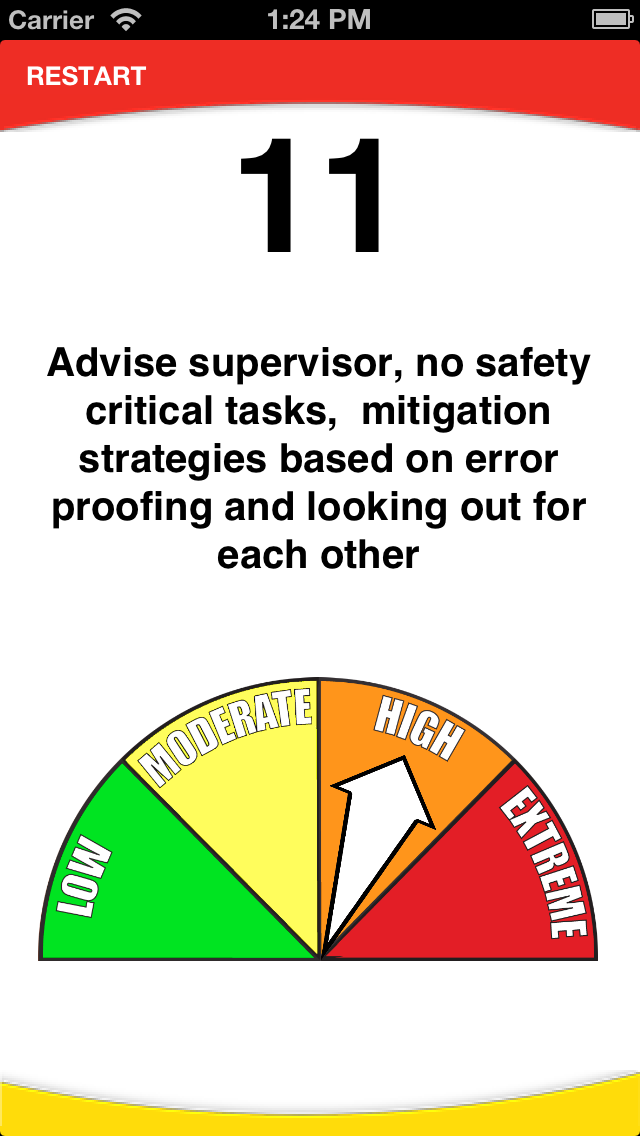 Carrier 1:24 PM
RESTART
11
Advise supervisor, no safety
critical tasks,  mitigation
strategies based on error
proofing and looking out for
each other
LOW
MODERATE
HIGH
EXTREME